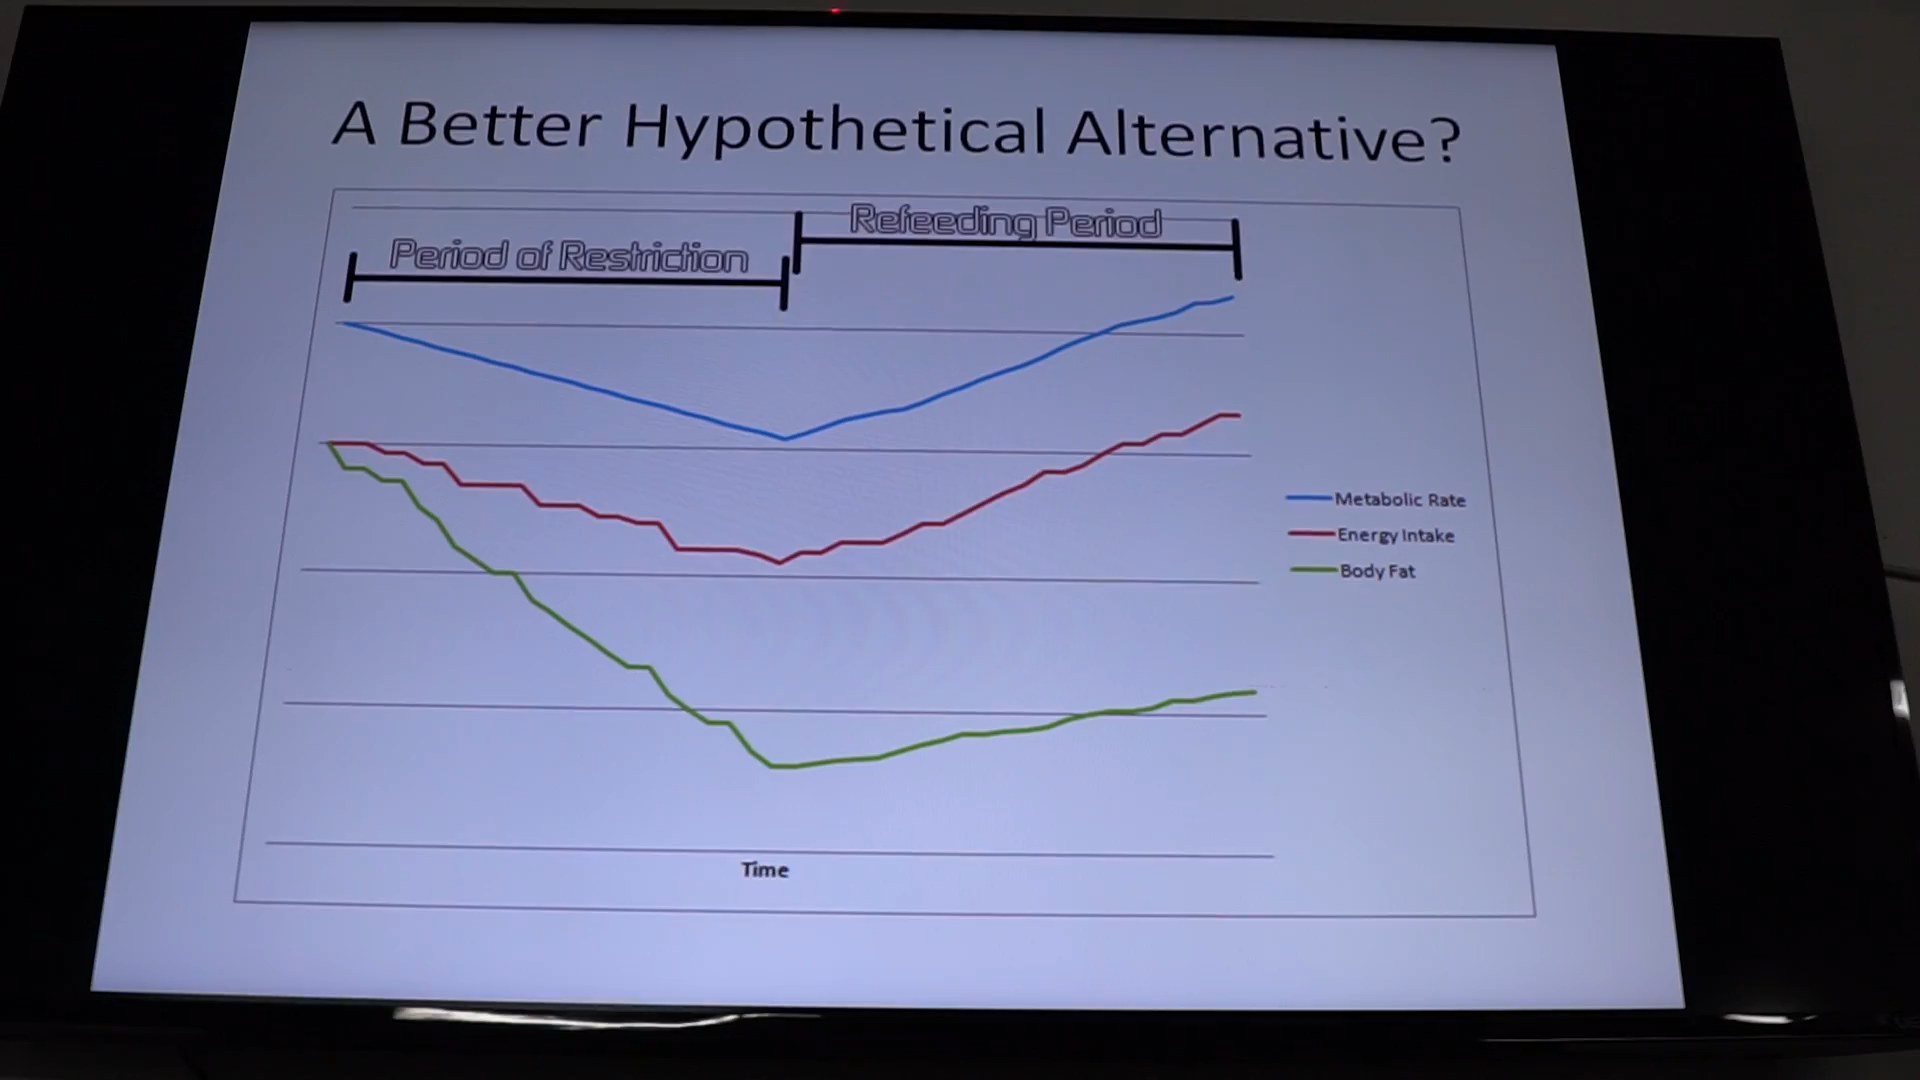 A Better Hypothetical Alternative?
Refeeding Period
Period of Restriction
Metabolic Rate
Energy Intake
Body Fat
Time